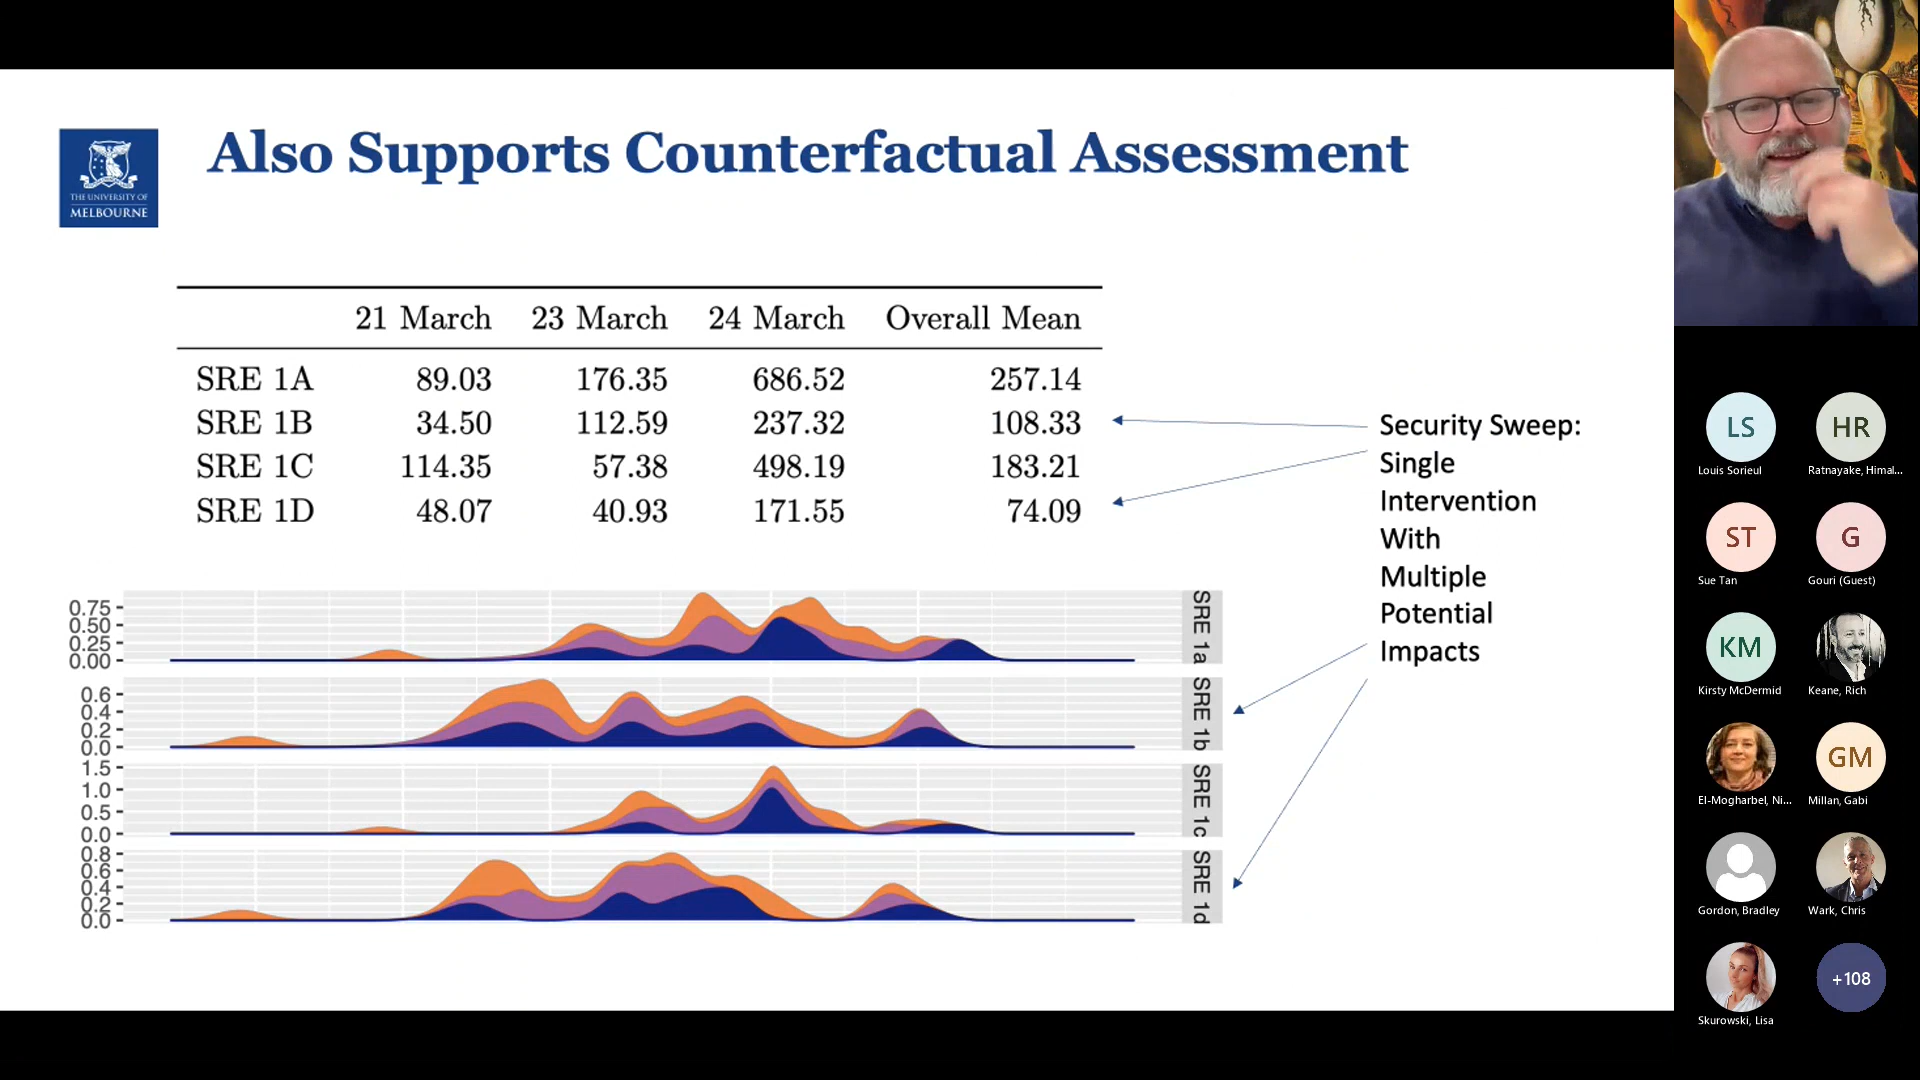 Also Supports Counterfactual Assessment
THE UNIVERSITY OF
MELBOURNE
21 March 23 March 24 March Overall Mean
SRE 1A 89.03 176.35 686.52 257.14
SRE 1B 34.50 112.59 237.32 108.33
SRE 1C 114.35 57.38 498.19 183.21
SRE 1D 48.07 40.93 171.55 74.09
Security Sweep:
Single
Intervention
With
Multiple
Potential
Impacts
0.75
0.50
0.25
0.00
SRE 1a
0.6
0.4
0.2
0.0
SRE 1b
1.5
1.0
0.5
0.0
SRE 1c
0.8
0.6
0.4
0.2
0.0
SRE 1d
LS
Louis Sorieul
HR
Ratnayake, Himal...
ST
Sue Tan
G
Gouri (Guest)
KM
Kirsty McDermid
Keane, Rich
El-Mogharbel, Ni...
GM
Millan, Gabi
Gordon, Bradley
Wark, Chris
Skurowski, Lisa
+108